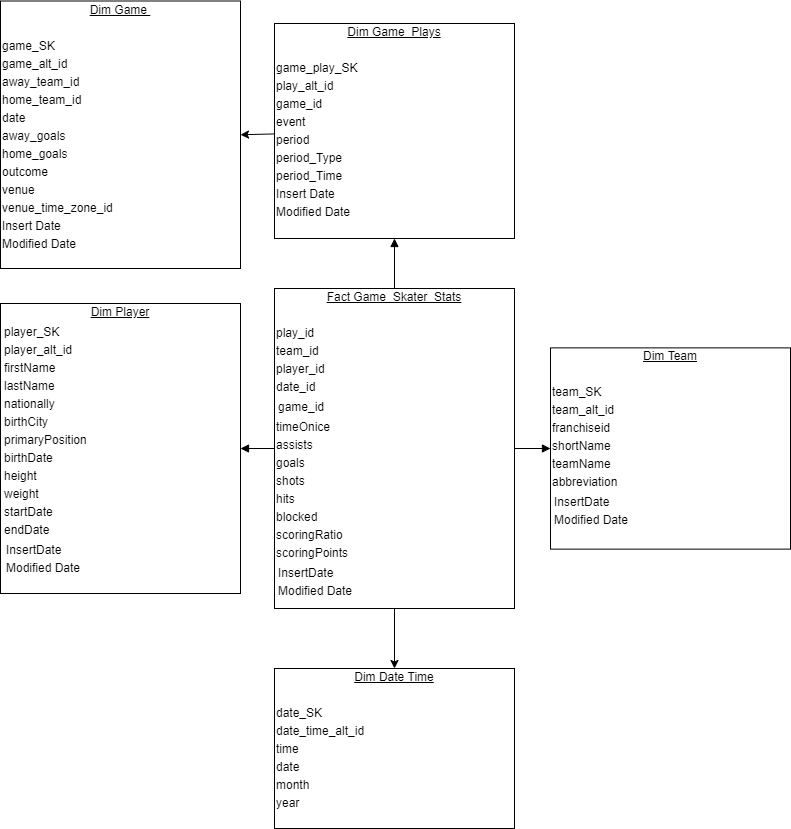 Dim Game
game_SK
game_alt_id
away_team_id
home_team_id
date
away_goals
home_goals
outcome
venue
venue_time_zone_id
Insert Date
Modified Date
Dim Game_Plays
game_play_SK
play_alt_id
game_id
event
period
period_Type
period_Time
Insert Date
Modified Date
Dim Player
player_SK
player_alt_id
firstName
lastName
nationally
birthCity
primaryPosition
birthDate
height
weight
startDate
endDate
InsertDate
Modified Date
Fact Game_Skater_Stats
play_id
team_id
player_id
date_id
game_id
timeOnice
assists
goals
shots
hits
blocked
scoringRatio
scoringPoints
InsertDate
Modified Date
Dim Team
team_SK
team_alt_id
franchiseid
shortName
teamName
abbreviation
InsertDate
Modified Date
Dim Date Time
date_SK
date_time_alt_id
time
date
month
year